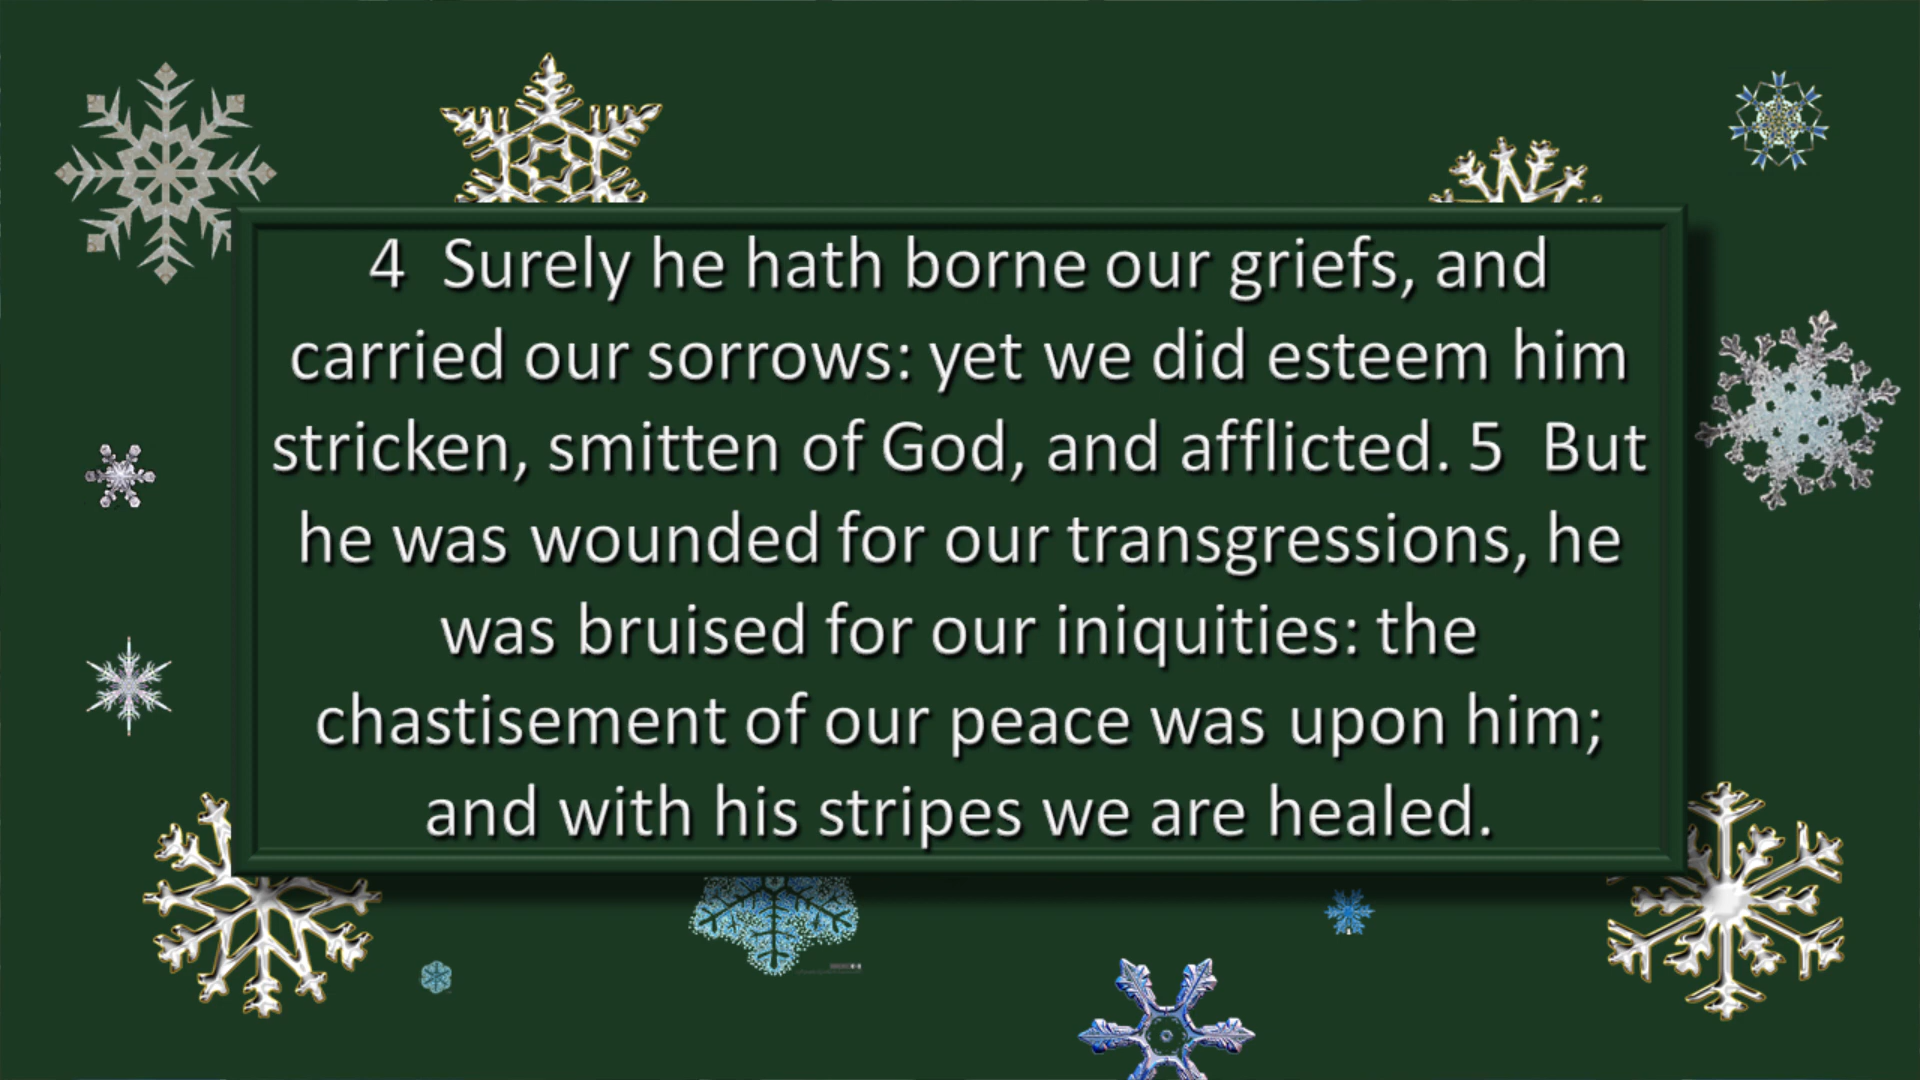 4  Surely he hath borne our griefs, and
carried our sorrows: yet we did esteem him
stricken, smitten of God, and afflicted. 5  But
he was wounded for our transgressions, he
was bruised for our iniquities: the
chastisement of our peace was upon him;
and with his stripes we are healed.